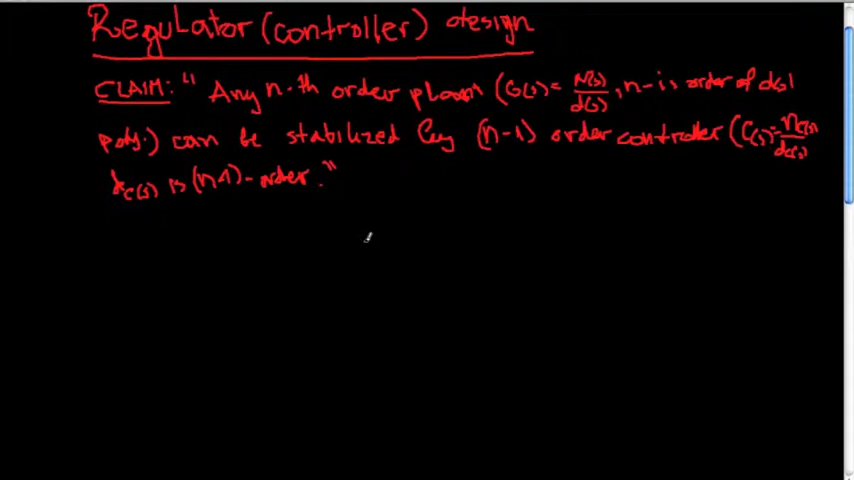 Regulator (controller) design
CLAIM: " Any n-th order plant (G(s) = N(s)/d(s), n - is order of d(s)
poly.) can be stabilized by (n-1) order controller (C(s) = nc(s)/dc(s)
dc(s) is (n-1) - order."